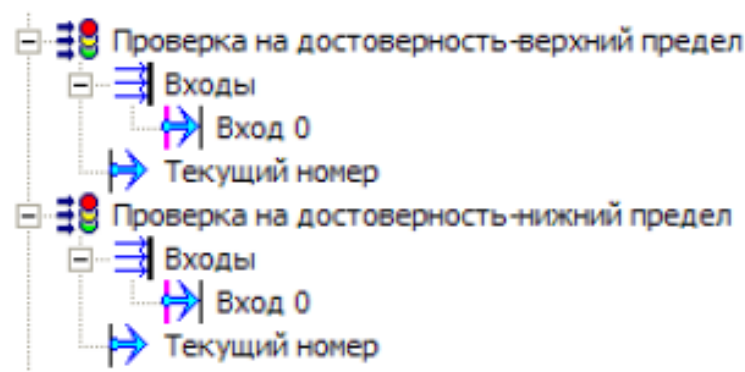 Проверка на достоверность-верхний предел
Входы
Вход 0
Текущий номер
Проверка на достоверность-нижний предел
Входы
Вход 0
Текущий номер